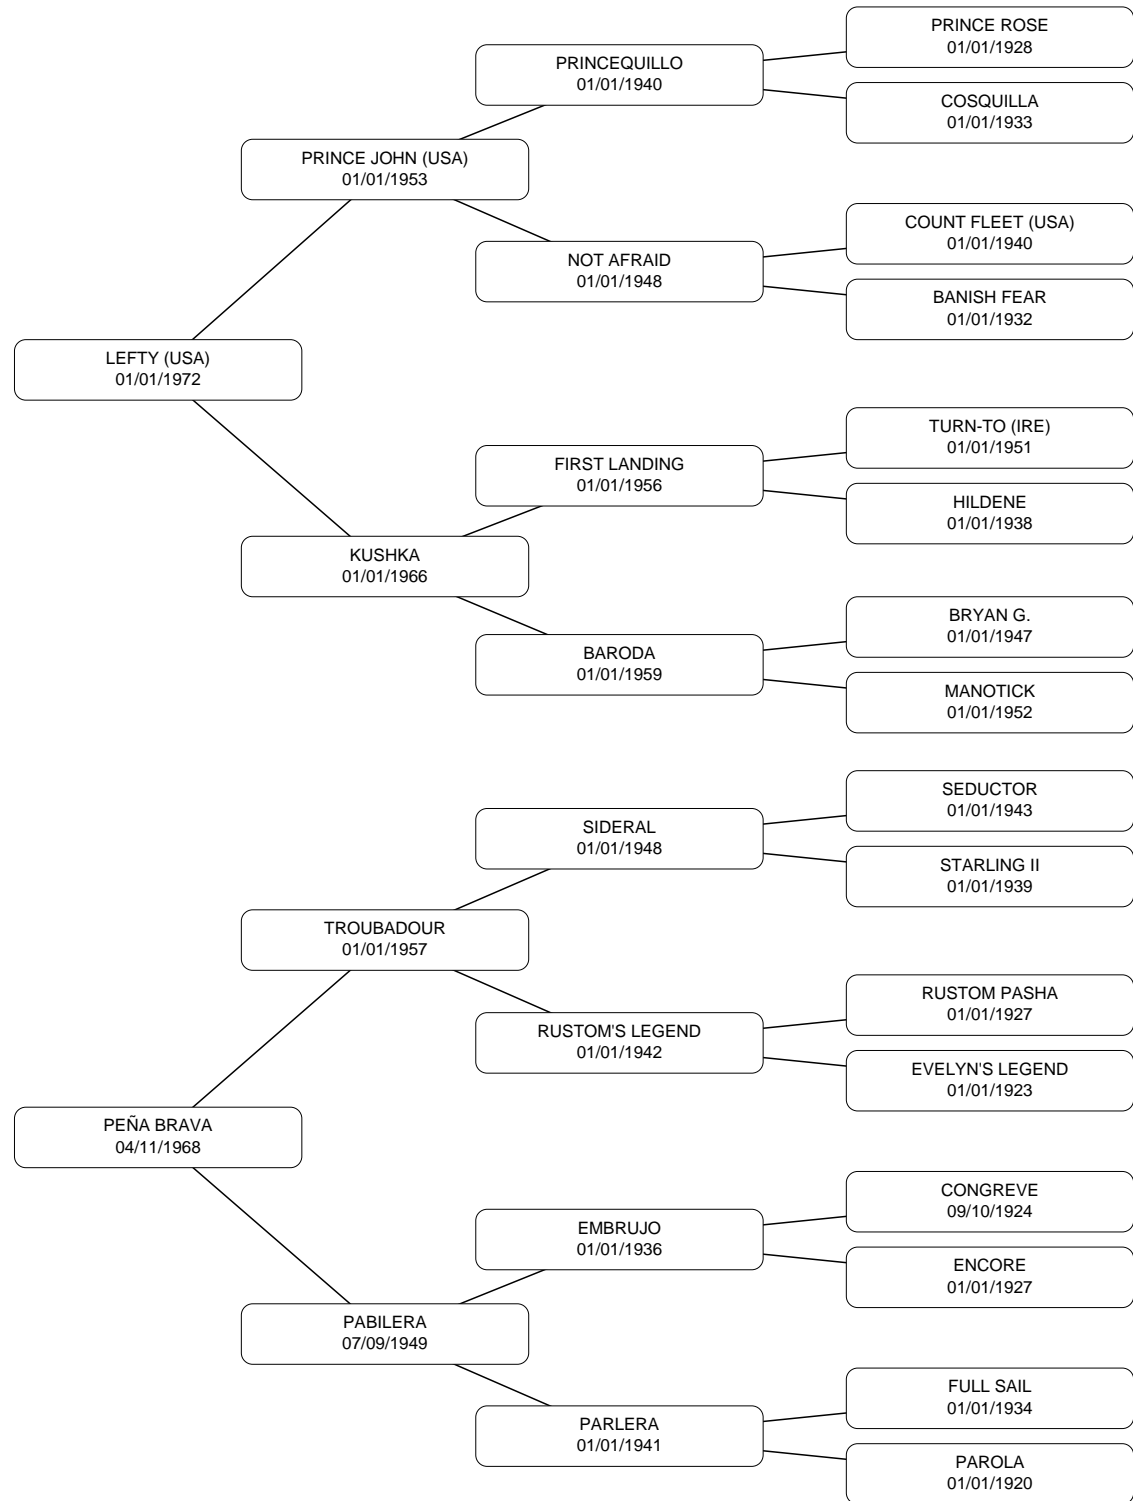 PRINCE ROSE
01/01/1928
PRINCEQUILLO
01/01/1940
COSQUILLA
01/01/1933
PRINCE JOHN (USA)
01/01/1953
COUNT FLEET (USA)
01/01/1940
NOT AFRAID
01/01/1948
BANISH FEAR
01/01/1932
LEFTY (USA)
01/01/1972
TURN-TO (IRE)
01/01/1951
FIRST LANDING
01/01/1956
HILDENE
01/01/1938
KUSHKA
01/01/1966
BRYAN G.
01/01/1947
BARODA
01/01/1959
MANOTICK
01/01/1952
SEDUCTOR
01/01/1943
SIDERAL
01/01/1948
STARLING II
01/01/1939
TROUBADOUR
01/01/1957
RUSTOM PASHA
01/01/1927
RUSTOM'S LEGEND
01/01/1942
EVELYN'S LEGEND
01/01/1923
PEÑA BRAVA
04/11/1968
CONGREVE
09/10/1924
EMBRUJO
01/01/1936
ENCORE
01/01/1927
PABILERA
07/09/1949
FULL SAIL
01/01/1934
PARLERA
01/01/1941
PAROLA
01/01/1920